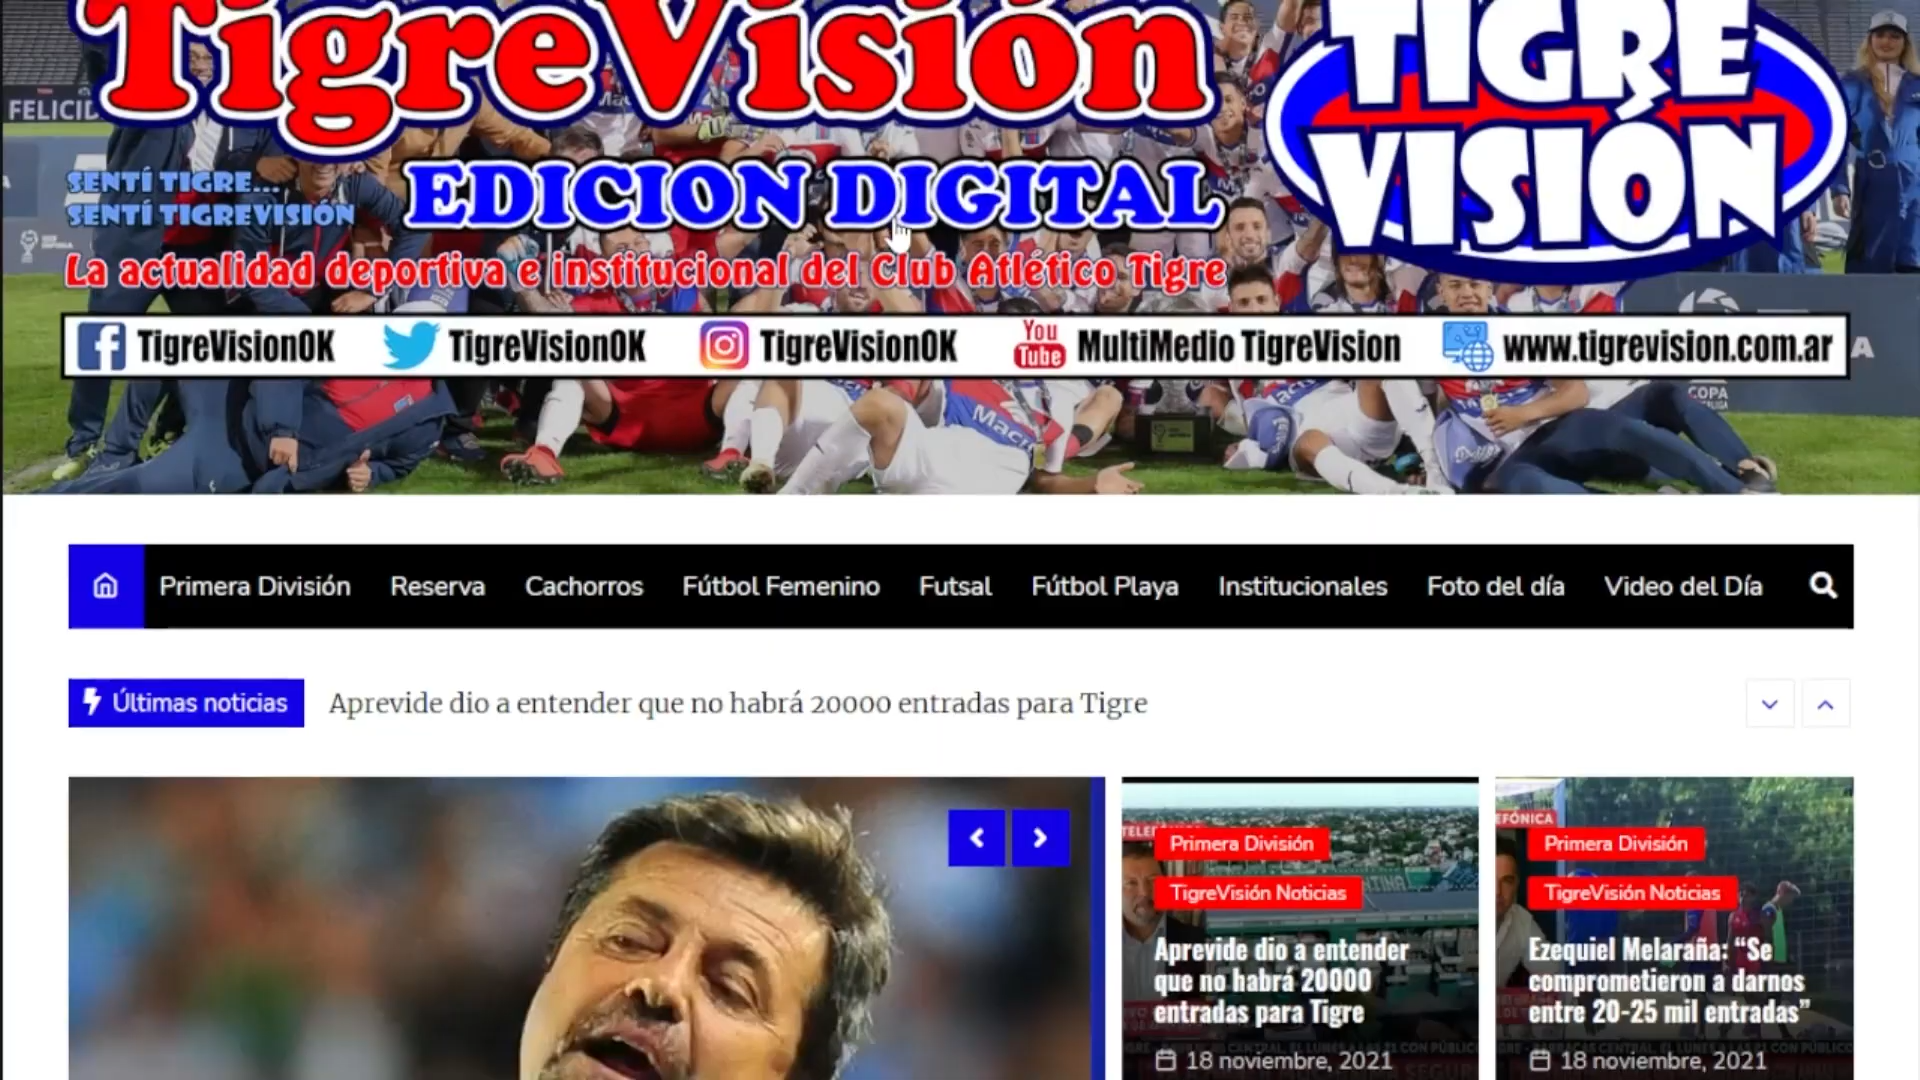 TigreVisión
TIGRE
VISIÓN
FELICID
SENTÍ TIGRE...
SENTÍ TIGREVISIÓN
EDICION DIGITAL
La actualidad deportiva e institucional del Club Atlético Tigre
TigreVisionOK TigreVisionOK TigreVisionOK You Tube MultiMedio TigreVision www.tigrevision.com.ar
Macr
COPA
Primera División Reserva Cachorros Fútbol Femenino Futsal Fútbol Playa Institucionales Foto del día Video del Día
Últimas noticias Aprevide dio a entender que no habrá 20000 entradas para Tigre
Primera División
TigreVisión Noticias
Aprevide dio a entender
que no habrá 20000
entradas para Tigre
18 noviembre, 2021
EFÓNICA
Primera División
TigreVisión Noticias
Ezequiel Melaraña: “Se
comprometieron a darnos
entre 20-25 mil entradas”
18 noviembre, 2021